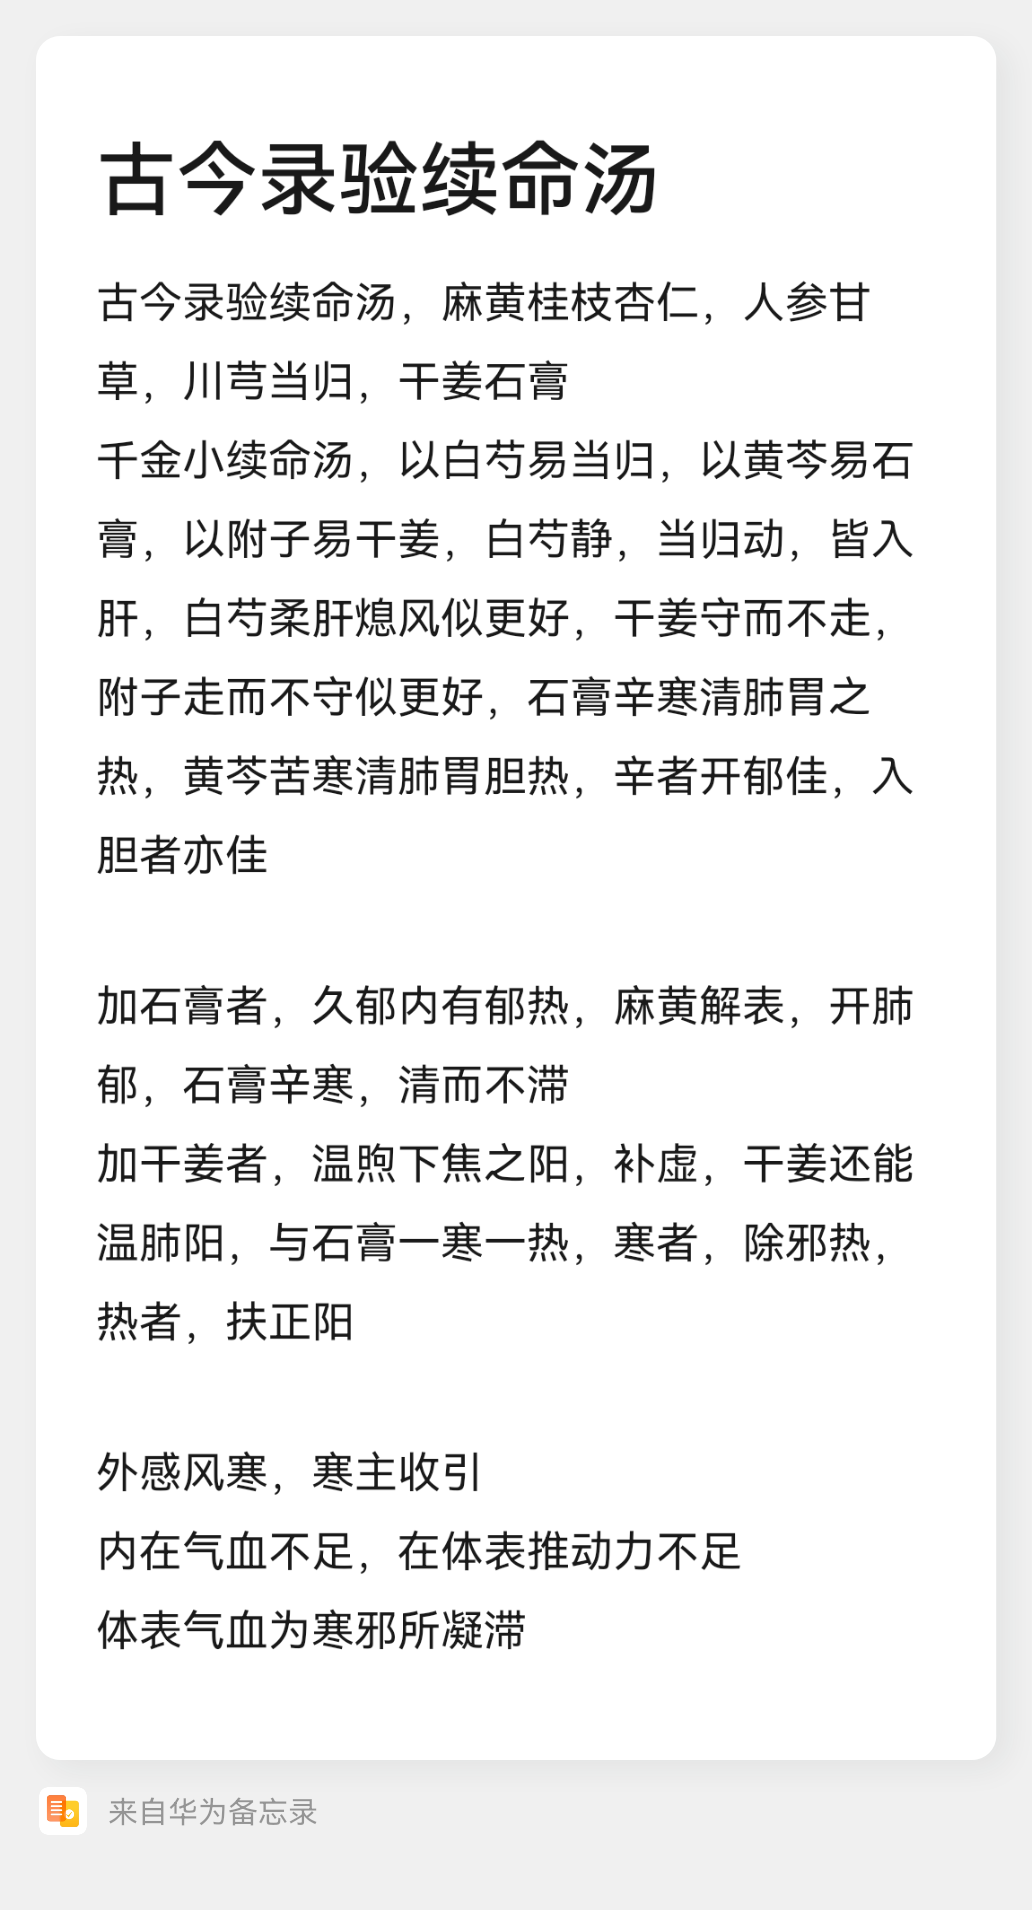 古今录验续命汤
古今录验续命汤，麻黄桂枝杏仁，人参甘
草，川芎当归，干姜石膏
千金小续命汤，以白芍易当归，以黄芩易石
膏，以附子易干姜，白芍静，当归动，皆入
肝，白芍柔肝熄风似更好，干姜守而不走，
附子走而不守似更好，石膏辛寒清肺胃之
热，黄芩苦寒清肺胃胆热，辛者开郁佳，入
胆者亦佳
加石膏者，久郁内有郁热，麻黄解表，开肺
郁，石膏辛寒，清而不滞
加干姜者，温煦下焦之阳，补虚，干姜还能
温肺阳，与石膏一寒一热，寒者，除邪热，
热者，扶正阳
外感风寒，寒主收引
内在气血不足，在体表推动力不足
体表气血为寒邪所凝滞
来自华为备忘录